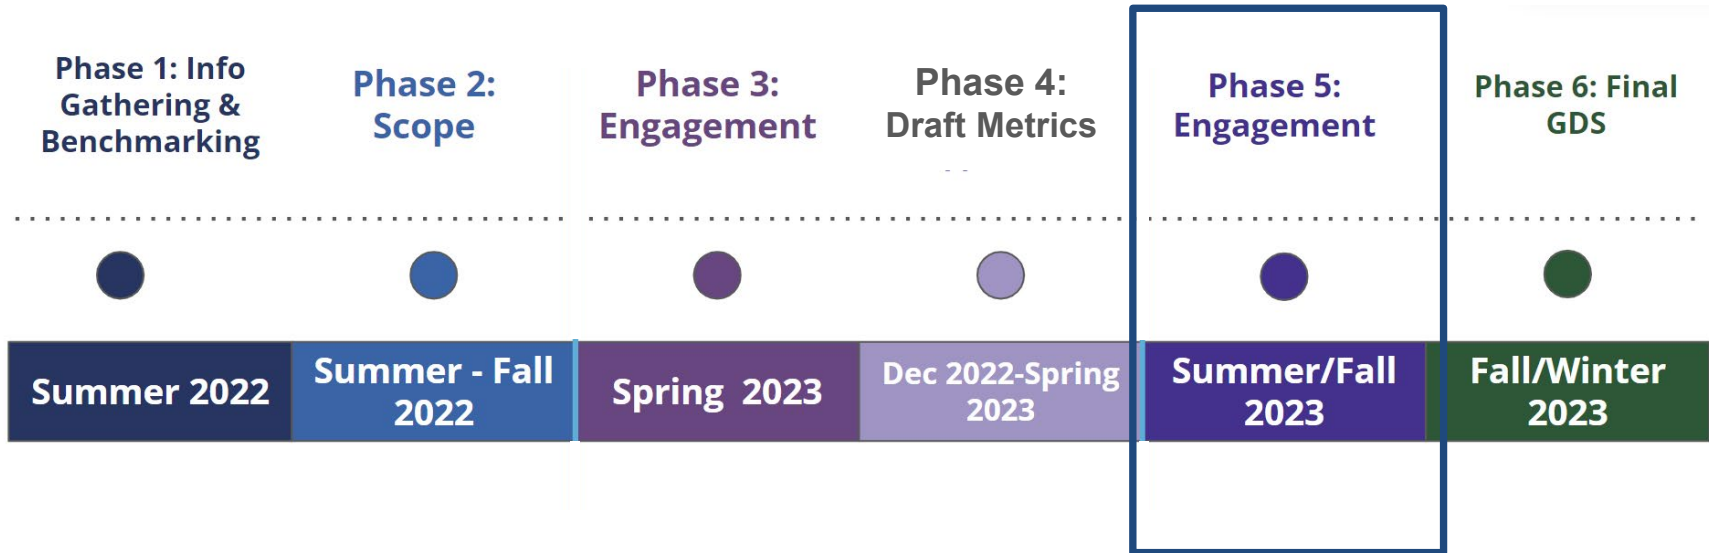 Phase 1: Info
Gathering &
Benchmarking
Phase 2:
Scope
Phase 3:
Engagement
Phase 4:
Draft Metrics
Phase 5:
Engagement
Phase 6: Final
GDS
Summer 2022
Summer - Fall
2022
Spring 2023
Dec 2022-Spring
2023
Summer/Fall
2023
Fall/Winter
2023